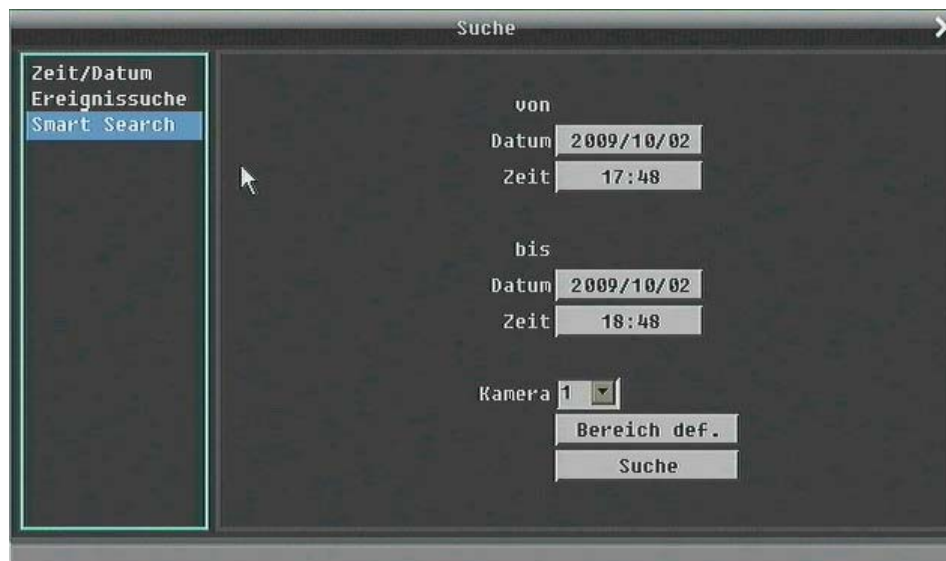 Suche
Zeit/Datum
Ereignissuche
Smart Search
von
Datum 2009/10/02
Zeit 17:48
bis
Datum 2009/10/02
Zeit 18:48
Kamera 1
Bereich def.
Suche